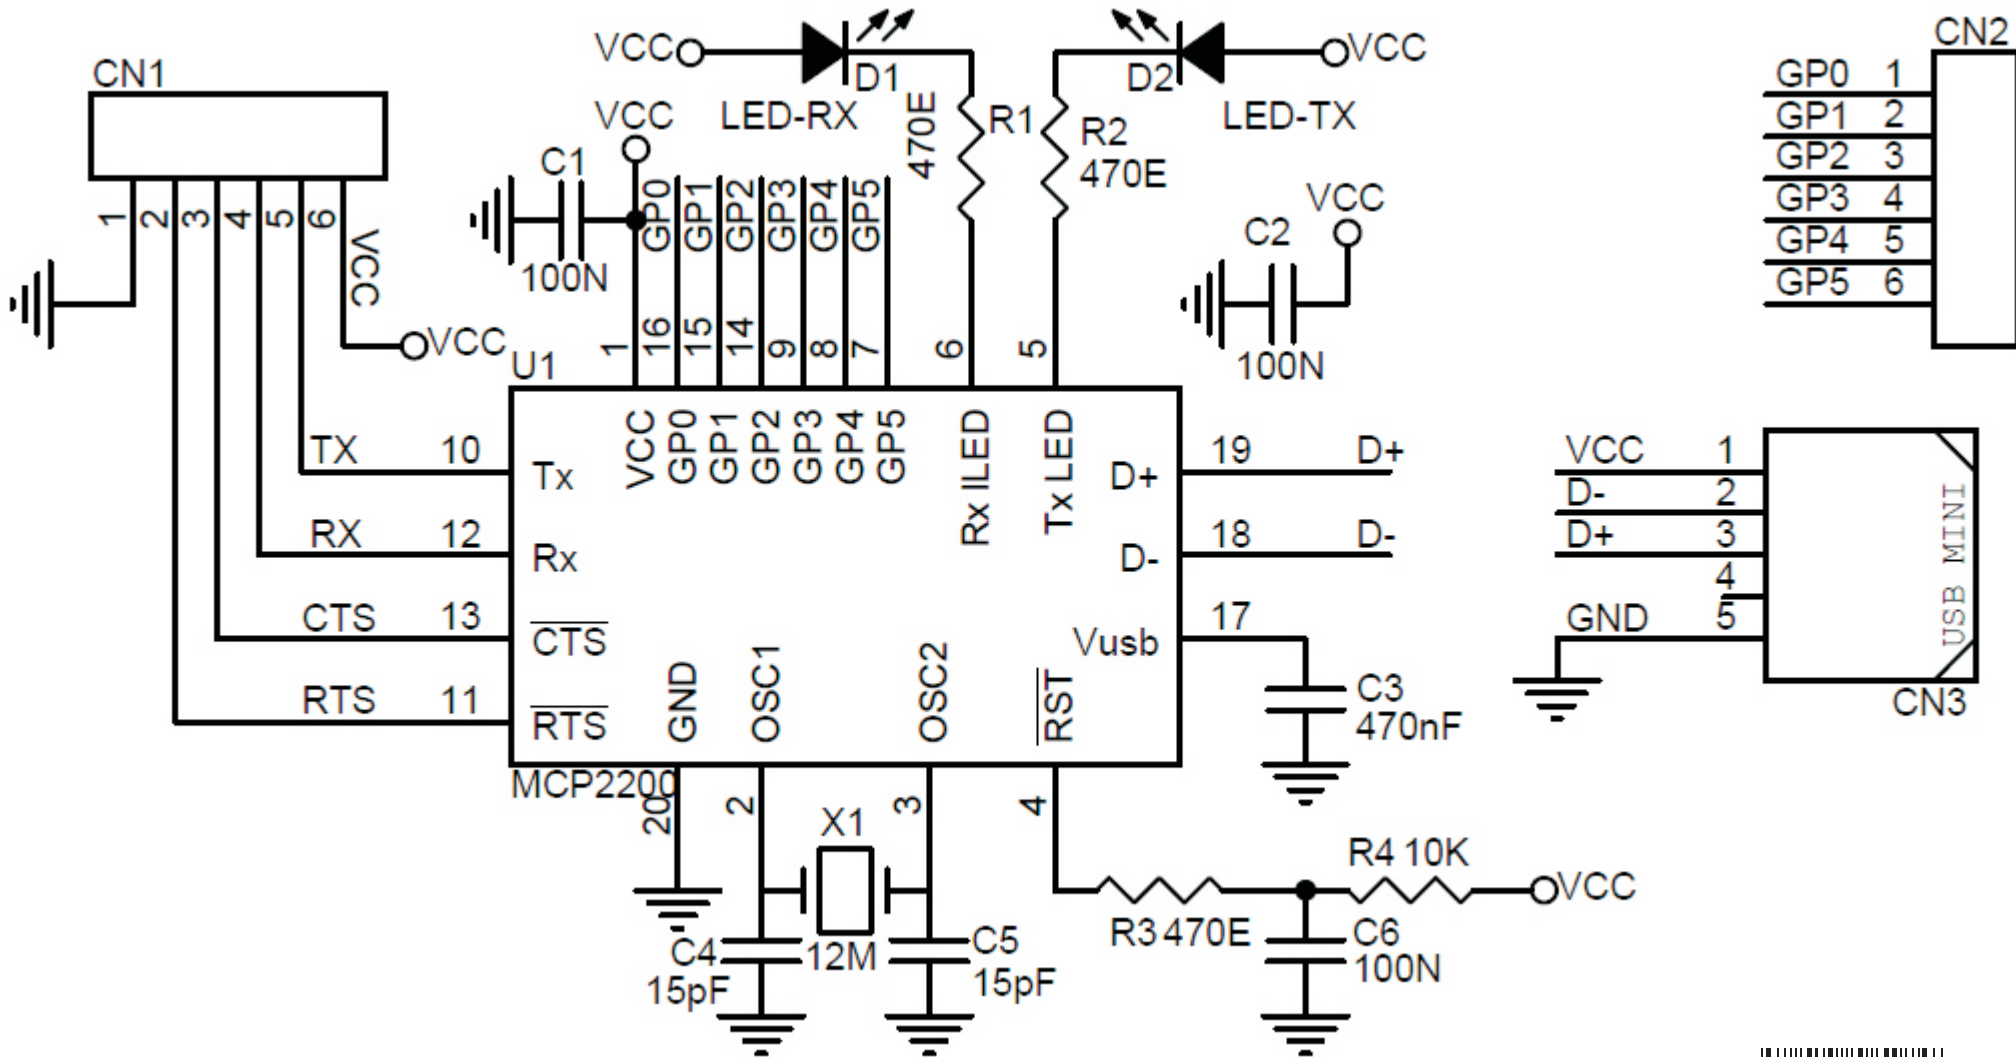 CN1
1
2
3
4
5
6
VCC
VCC
VCC
D1
LED-RX
470E
R1
VCC
D2
LED-TX
R2
470E
VCC
C1
100N
GP0
GP1
GP2
GP3
GP4
GP5
1
16
15
14
9
8
7
6
5
VCC
C2
100N
CN2
GP0 1
GP1 2
GP2 3
GP3 4
GP4 5
GP5 6
U1
VCC
GP0
GP1
GP2
GP3
GP4
GP5
Rx lLED
Tx LED
TX 10 Tx
RX 12 Rx
CTS 13 CTS
RTS 11 RTS
D+ 19 D+
D- 18 D-
Vusb 17
GND
OSC1
OSC2
RST
MCP2200
20
2
3
4
C3
470nF
VCC 1
D- 2
D+ 3
4
GND 5
USB MINI
CN3
X1
12M
C4
15pF
C5
15pF
R3 470E
R4 10K
VCC
C6
100N